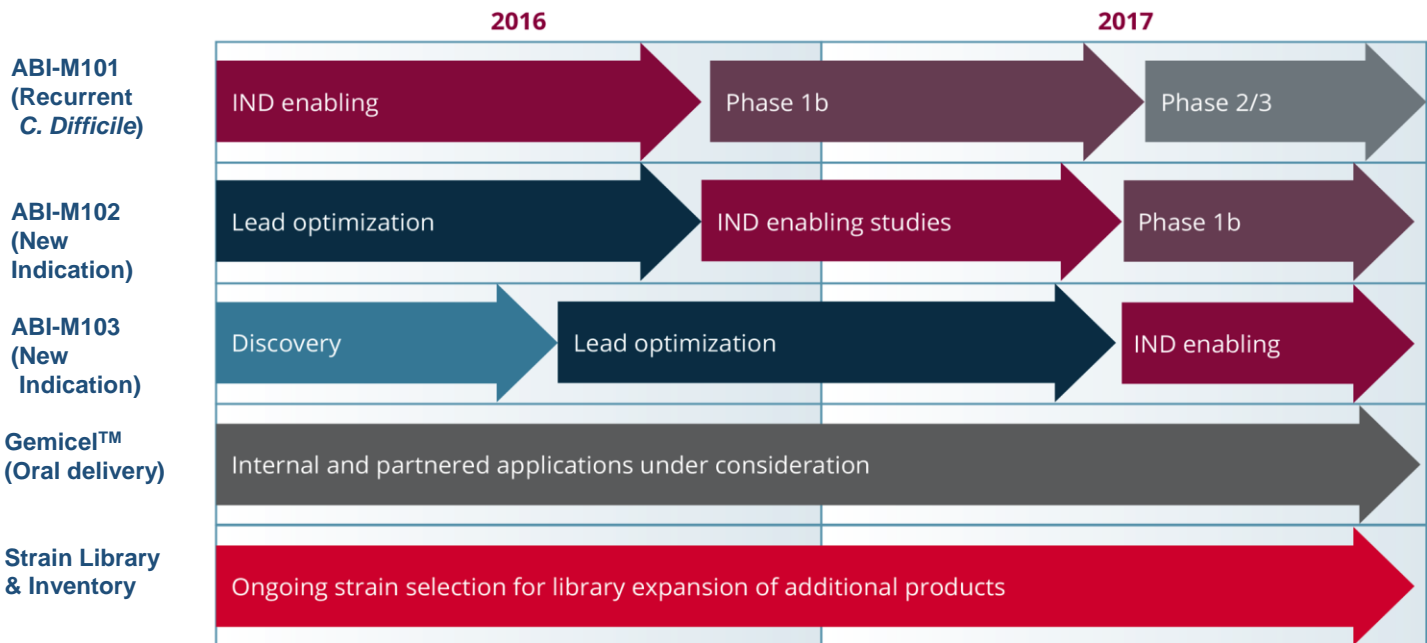 2016
2017
ABI-M101
(Recurrent
C. Difficile)
IND enabling
Phase 1b
Phase 2/3
ABI-M102
(New
Indication)
Lead optimization
IND enabling studies
Phase 1b
ABI-M103
(New
Indication)
Discovery
Lead optimization
IND enabling
Gemicel™
(Oral delivery)
Internal and partnered applications under consideration
Strain Library
& Inventory
Ongoing strain selection for library expansion of additional products